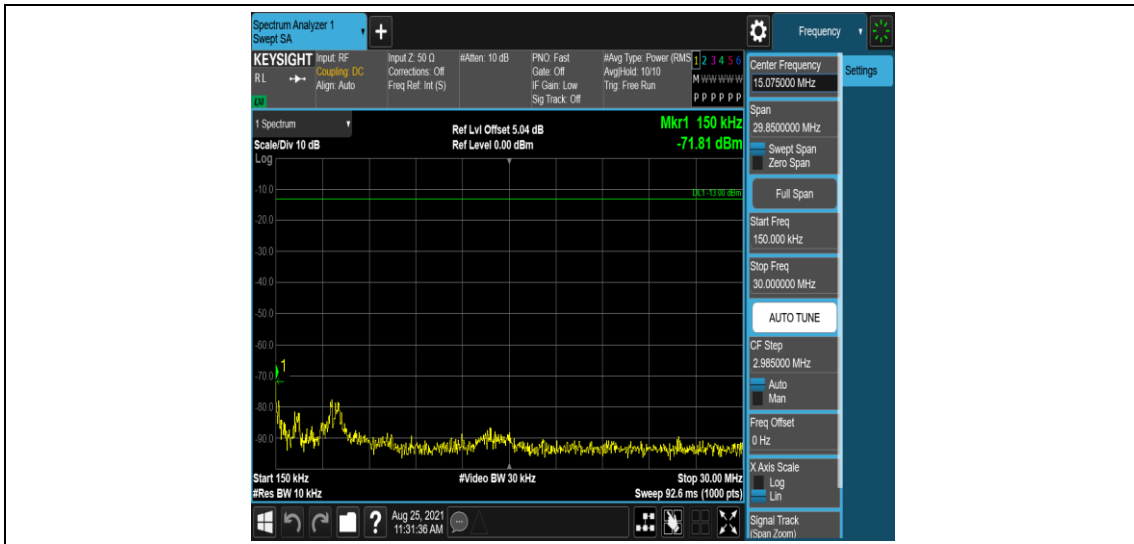 Spectrum Analyzer 1
Swept SA
+
Frequency
KEYSIGHT
Input: RF
Input Z: 50 Ω
#Atten: 10 dB
PNO: Fast
#Avg Type: Power (RMS
1 2 3 4 5 6
RL
Coupling: DC
Corrections: Off
Gate: Off
Avg|Hold: 10/10
M W W W W W
Align: Auto
Freq Ref: Int (S)
IF Gain: Low
Trig: Free Run
Sig Track: Off
P P P P P P
LXI
1 Spectrum
Ref Lvl Offset 5.04 dB
Mkr1 150 kHz
Scale/Div 10 dB
Ref Level 0.00 dBm
-71.81 dBm
Log
DL1 -13.00 dBm
-10.0
-20.0
-30.0
-40.0
-50.0
-60.0
1
-70.0
-80.0
-90.0
Start 150 kHz
#Video BW 30 kHz
Stop 30.00 MHz
#Res BW 10 kHz
Sweep 92.6 ms (1000 pts)
?
Aug 25, 2021
11:31:36 AM
Center Frequency
15.075000 MHz
Settings
Span
29.8500000 MHz
Swept Span
Zero Span
Full Span
Start Freq
150.000 kHz
Stop Freq
30.000000 MHz
AUTO TUNE
CF Step
2.985000 MHz
Auto
Man
Freq Offset
0 Hz
X Axis Scale
Log
Lin
Signal Track
(Span Zoom)